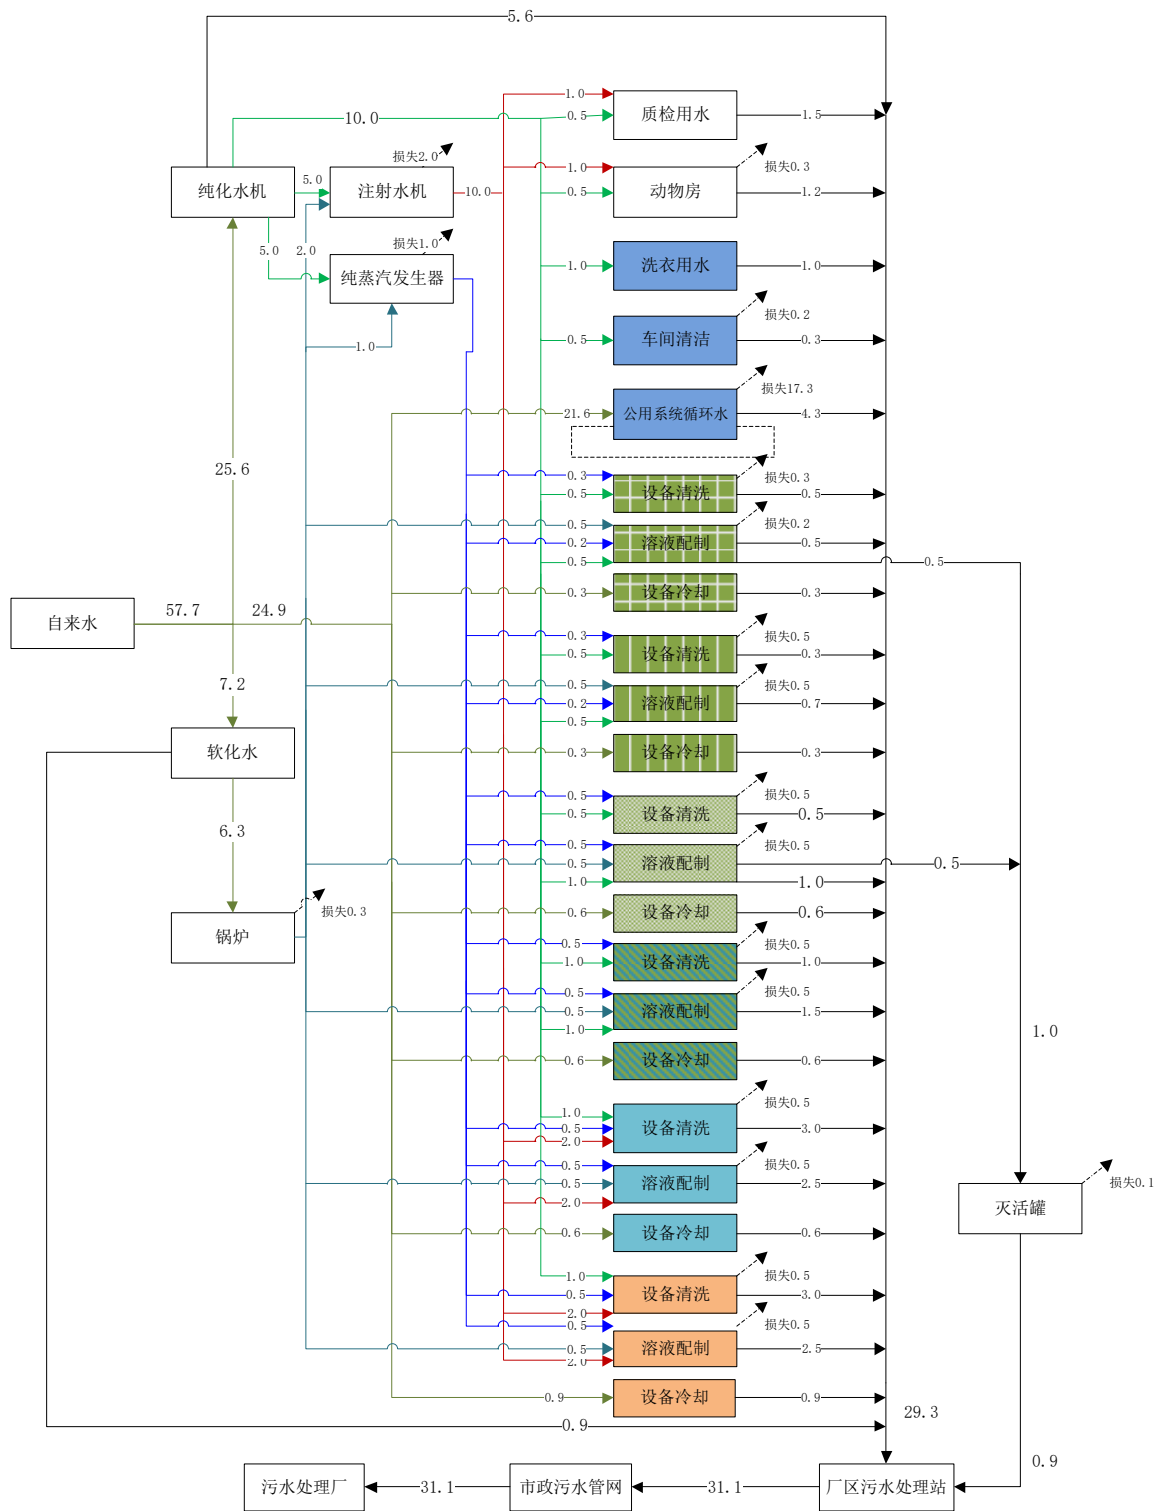 5.6
1.0
10.0
0.5
质检用水
1.5
损失2.0
1.0
损失0.3
纯化水机
5.0
注射水机
10.0
0.5
动物房
1.2
5.0
2.0
损失1.0
纯蒸汽发生器
1.0
洗衣用水
1.0
损失0.2
1.0
0.5
车间清洁
0.3
损失17.3
21.6
公用系统循环水
4.3
25.6
0.3
损失0.3
0.5
设备清洗
0.5
0.5
损失0.2
0.2
溶液配制
0.5
0.5
0.5
0.3
设备冷却
0.3
自来水
57.7
24.9
0.3
损失0.5
0.5
设备清洗
0.3
7.2
0.5
损失0.5
0.2
溶液配制
0.7
0.5
软化水
0.3
设备冷却
0.3
0.5
损失0.5
0.5
设备清洗
0.5
6.3
0.5
损失0.5
0.5
溶液配制
0.5
1.0
1.0
损失0.3
0.6
设备冷却
0.6
锅炉
0.5
损失0.5
1.0
设备清洗
1.0
0.5
损失0.5
0.5
溶液配制
1.5
1.0
1.0
0.6
设备冷却
0.6
损失0.5
1.0
0.5
设备清洗
3.0
2.0
0.5
损失0.5
0.5
溶液配制
2.5
2.0
损失0.1
灭活罐
0.6
设备冷却
0.6
1.0
损失0.5
0.5
设备清洗
3.0
2.0
0.5
损失0.5
0.5
溶液配制
2.5
2.0
0.9
设备冷却
0.9
29.3
0.9
0.9
污水处理厂
31.1
市政污水管网
31.1
厂区污水处理站